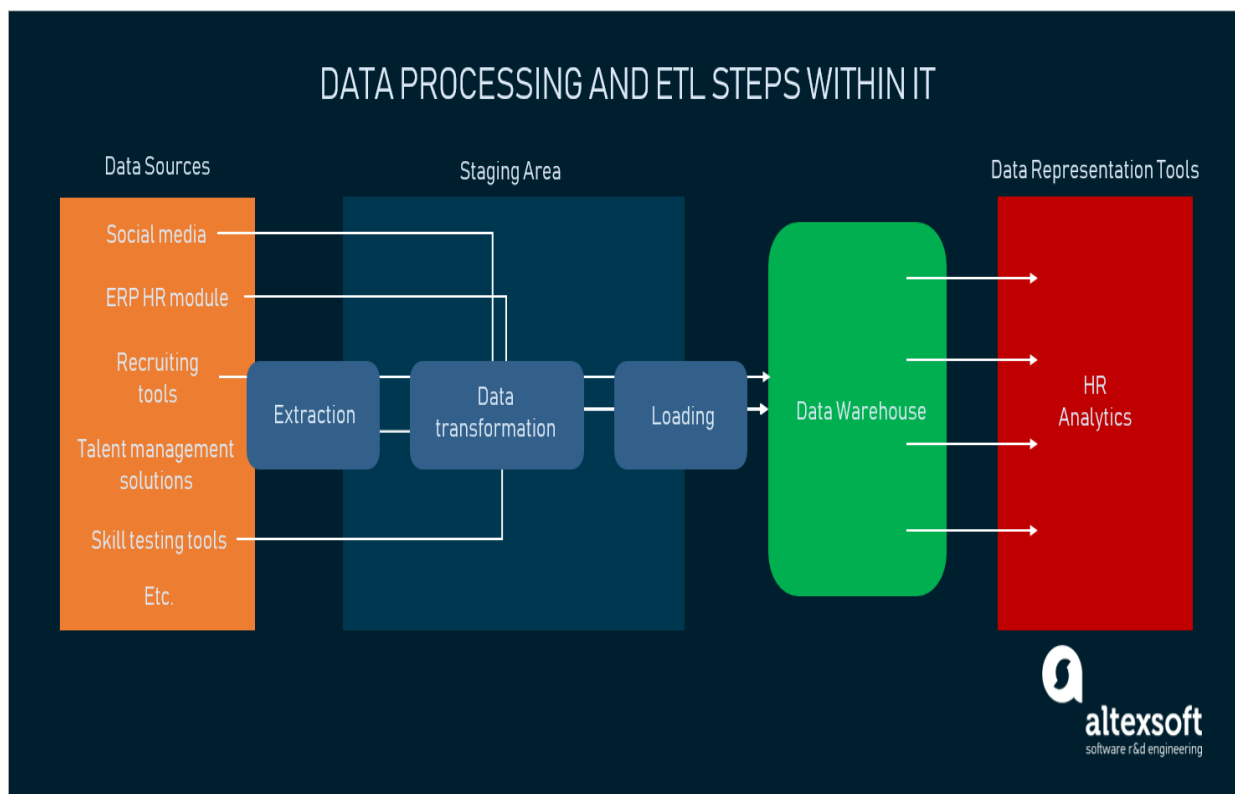 DATA PROCESSING AND ETL STEPS WITHIN IT
Data Sources
Social media
ERP HR module
Recruiting
tools
Talent management
solutions
Skill testing tools
Etc.
Staging Area
Extraction
Data
transformation
Loading
Data Warehouse
Data Representation Tools
HR
Analytics
altexsoft
software r&d engineering